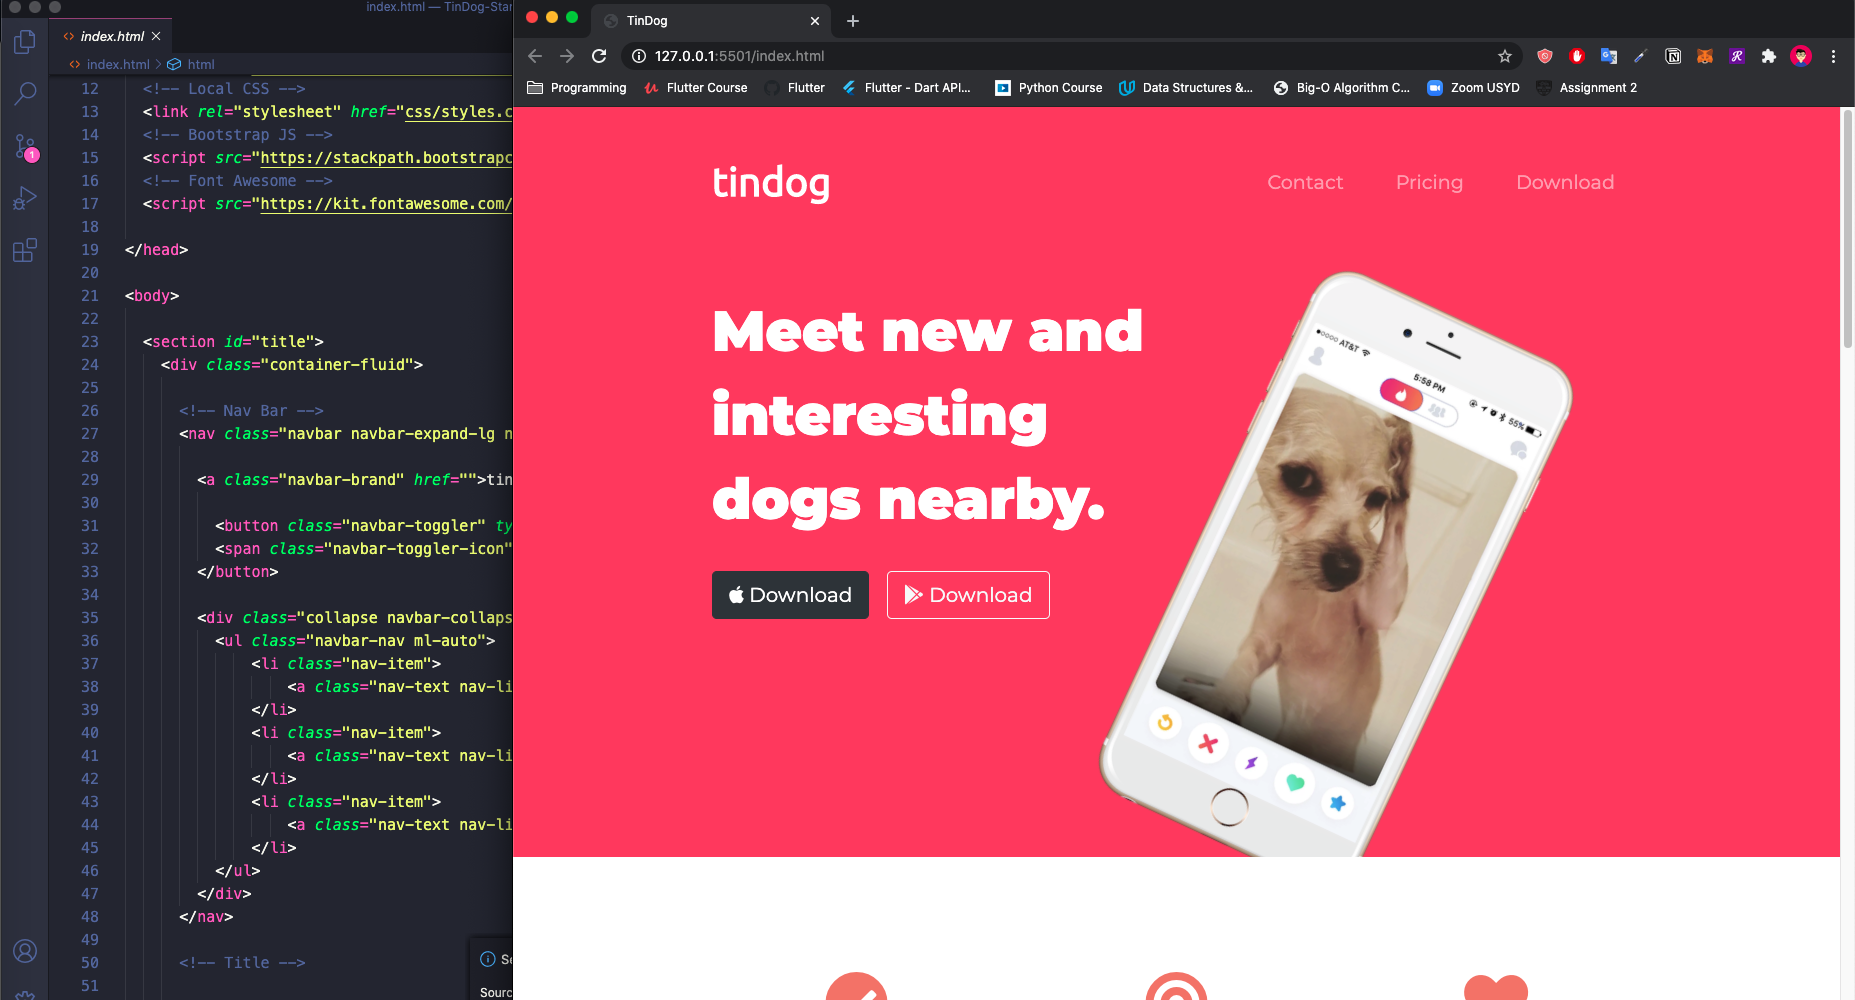 index.html — TinDog-Star
index.html
index.html > html
12 <!-- Local CSS -->
13 <link rel="stylesheet" href="css/styles.c
14 <!-- Bootstrap JS -->
15 <script src="https://stackpath.bootstrapc
16 <!-- Font Awesome -->
17 <script src="https://kit.fontawesome.com/
18
19 </head>
20
21 <body>
22
23 <section id="title">
24 <div class="container-fluid">
25
26 <!-- Nav Bar -->
27 <nav class="navbar navbar-expand-lg n
28
29 <a class="navbar-brand" href="">tin
30
31 <button class="navbar-toggler" ty
32 <span class="navbar-toggler-icon"
33 </button>
34
35 <div class="collapse navbar-collaps
36 <ul class="navbar-nav ml-auto">
37 <li class="nav-item">
38 <a class="nav-text nav-li
39 </li>
40 <li class="nav-item">
41 <a class="nav-text nav-li
42 </li>
43 <li class="nav-item">
44 <a class="nav-text nav-li
45 </li>
46 </ul>
47 </div>
48 </nav>
49
50 <!-- Title -->
51
1
Se
Sourc
TinDog
127.0.0.1:5501/index.html
Programming Flutter Course Flutter Flutter - Dart API... Python Course Data Structures &... Big-O Algorithm C... Zoom USYD Assignment 2
tindog
Contact Pricing Download
Meet new and
interesting
dogs nearby.
Download Download
AT&T
5:58 PM
55%